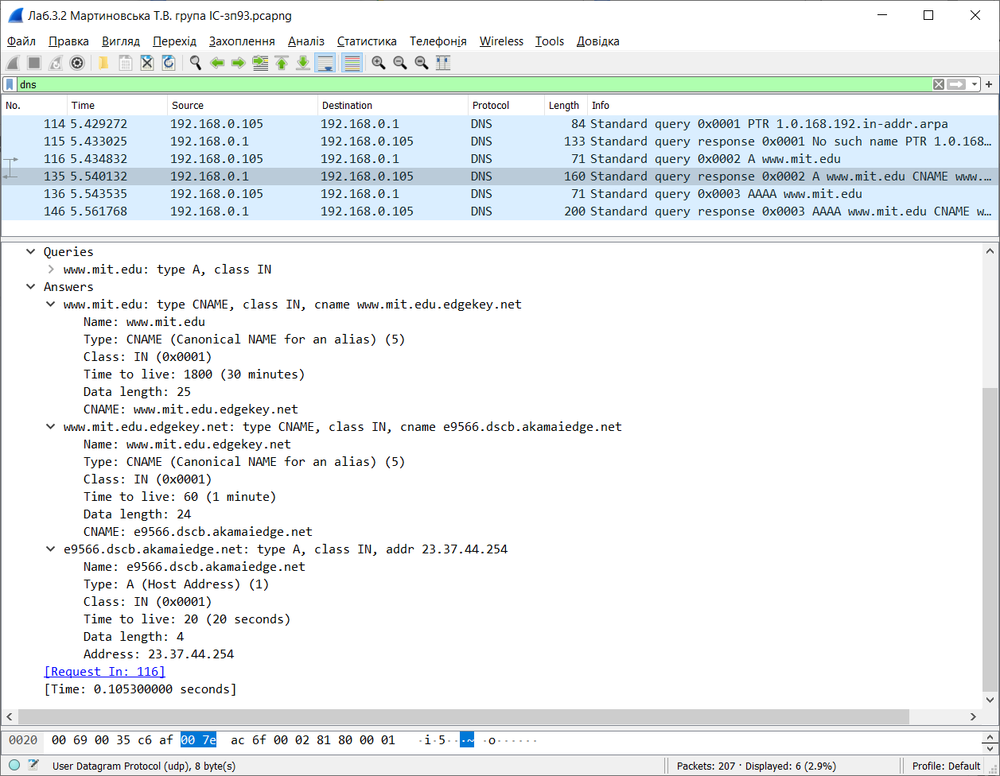 Лаб.3.2 Мартиновська Т.В. група ІС-зп93.pcapng
Файл Правка Вигляд Перехід Захоплення Аналіз Статистика Телефонія Wireless Tools Довідка
dns
No. Time Source Destination Protocol Length Info
114 5.429272 192.168.0.105 192.168.0.1 DNS 84 Standard query 0x0001 PTR 1.0.168.192.in-addr.arpa
115 5.433025 192.168.0.1 192.168.0.105 DNS 133 Standard query response 0x0001 No such name PTR 1.0.168…
116 5.434832 192.168.0.105 192.168.0.1 DNS 71 Standard query 0x0002 A www.mit.edu
135 5.540132 192.168.0.1 192.168.0.105 DNS 160 Standard query response 0x0002 A www.mit.edu CNAME www.…
136 5.543535 192.168.0.105 192.168.0.1 DNS 71 Standard query 0x0003 AAAA www.mit.edu
146 5.561768 192.168.0.1 192.168.0.105 DNS 200 Standard query response 0x0003 AAAA www.mit.edu CNAME w…
Queries
www.mit.edu: type A, class IN
Answers
www.mit.edu: type CNAME, class IN, cname www.mit.edu.edgekey.net
Name: www.mit.edu
Type: CNAME (Canonical NAME for an alias) (5)
Class: IN (0x0001)
Time to live: 1800 (30 minutes)
Data length: 25
CNAME: www.mit.edu.edgekey.net
www.mit.edu.edgekey.net: type CNAME, class IN, cname e9566.dscb.akamaiedge.net
Name: www.mit.edu.edgekey.net
Type: CNAME (Canonical NAME for an alias) (5)
Class: IN (0x0001)
Time to live: 60 (1 minute)
Data length: 24
CNAME: e9566.dscb.akamaiedge.net
e9566.dscb.akamaiedge.net: type A, class IN, addr 23.37.44.254
Name: e9566.dscb.akamaiedge.net
Type: A (Host Address) (1)
Class: IN (0x0001)
Time to live: 20 (20 seconds)
Data length: 4
Address: 23.37.44.254
[Request In: 116]
[Time: 0.105300000 seconds]
0020 00 69 00 35 c6 af 00 7e ac 6f 00 02 81 80 00 01 ·i·5···~ ·o······
User Datagram Protocol (udp), 8 byte(s) Packets: 207 · Displayed: 6 (2.9%) Profile: Default